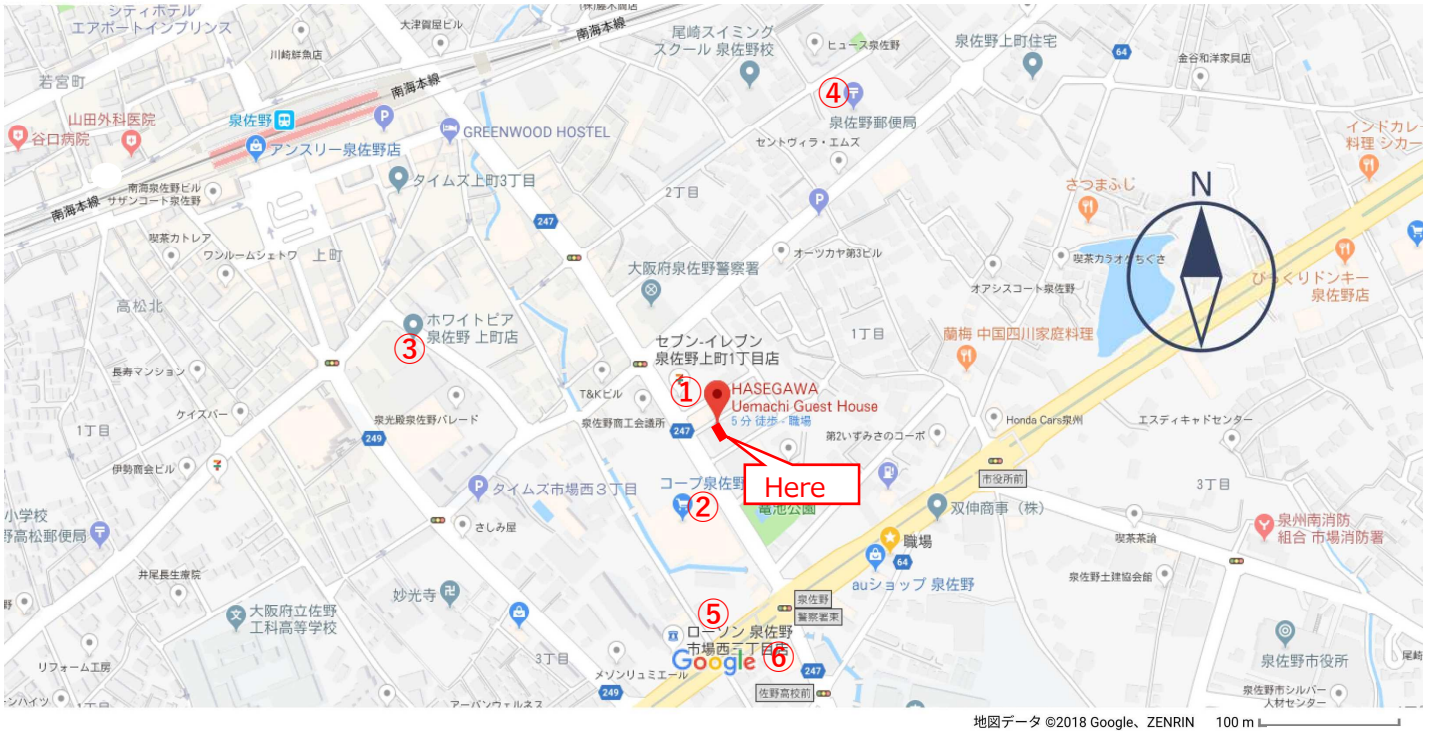 シティホテル
エアポートインプリンス
大津賀屋ビル
南海本線
尾崎スイミング
スクール 泉佐野校
ヒュース泉佐野
泉佐野上町住宅
64
金谷和洋家具店
川崎鮮魚店
若宮町
南海本線
④
泉佐野郵便局
山田外科医院
谷口病院
泉佐野
P
アンスリー泉佐野店
GREENWOOD HOSTEL
セントヴィラ・エムズ
インドカレー
料理 シカー
タイムズ上町3丁目
2丁目
さつまふじ
N
南海泉佐野ビル
サザンコート泉佐野
南海本線
P
247
喫茶カトレア
ワンルームシェトワ
上町
オーツカヤ第3ビル
喫茶カラオケちぐさ
大阪府泉佐野警察署
オアシスコート泉佐野
びっくりドンキー
泉佐野店
高松北
ホワイトピア
泉佐野 上町店
③
セブン-イレブン
泉佐野上町1丁目店
1丁目
蘭梅 中国四川家庭料理
長寿マンション
T&Kビル
①
HASEGAWA
Uemachi Guest House
5 分 徒歩 - 職場
ケイズバー
泉光殿泉佐野パレード
泉佐野商工会議所
247
第2いずみさのコーポ
Honda Cars泉州
エスディキャドセンター
1丁目
249
伊勢商会ビル
P
タイムズ市場西3丁目
コープ泉佐野
②
Here
市役所前
3丁目
竜池公園
双伸商事（株）
小学校
野高松郵便局
さしみ屋
職場
喫茶茶論
泉州南消防
組合 市場消防署
64
auショップ 泉佐野
井尾長生療院
妙光寺
泉佐野土建協会館
野
大阪府立佐野
工科高等学校
⑤
泉佐野
警察署東
ローソン 泉佐野
市場西三丁目店
Google
⑥
リフォーム工房
3丁目
メゾンリュミエール
247
泉佐野市役所
尾崎
249
佐野高校前
泉佐野市シルバー
人材センター
ンハイツ
1丁目
アーバンウェルネス
地図データ ©2018 Google、ZENRIN 100 m